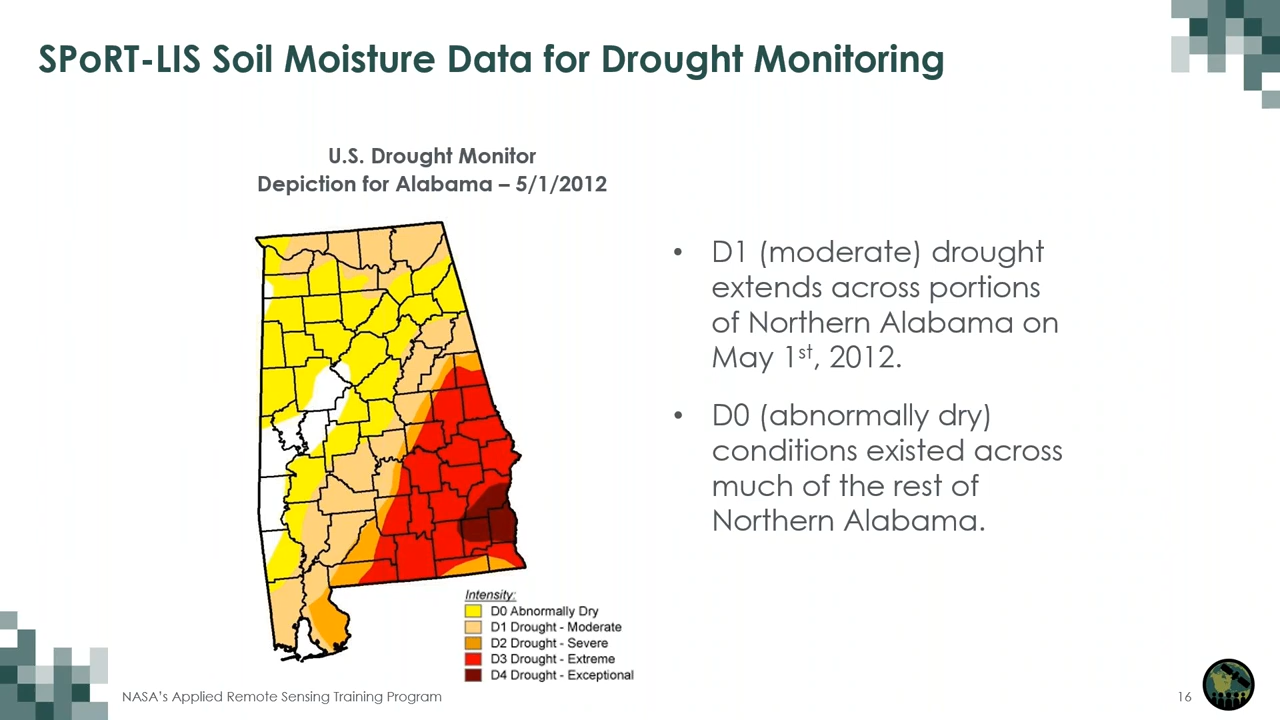 SPoRT-LIS Soil Moisture Data for Drought Monitoring
U.S. Drought Monitor
Depiction for Alabama – 5/1/2012
• D1 (moderate) drought
extends across portions
of Northern Alabama on
May 1st, 2012.
• D0 (abnormally dry)
conditions existed across
much of the rest of
Northern Alabama.
Intensity:
D0 Abnormally Dry
D1 Drought - Moderate
D2 Drought - Severe
D3 Drought - Extreme
D4 Drought - Exceptional
NASA's Applied Remote Sensing Training Program
16